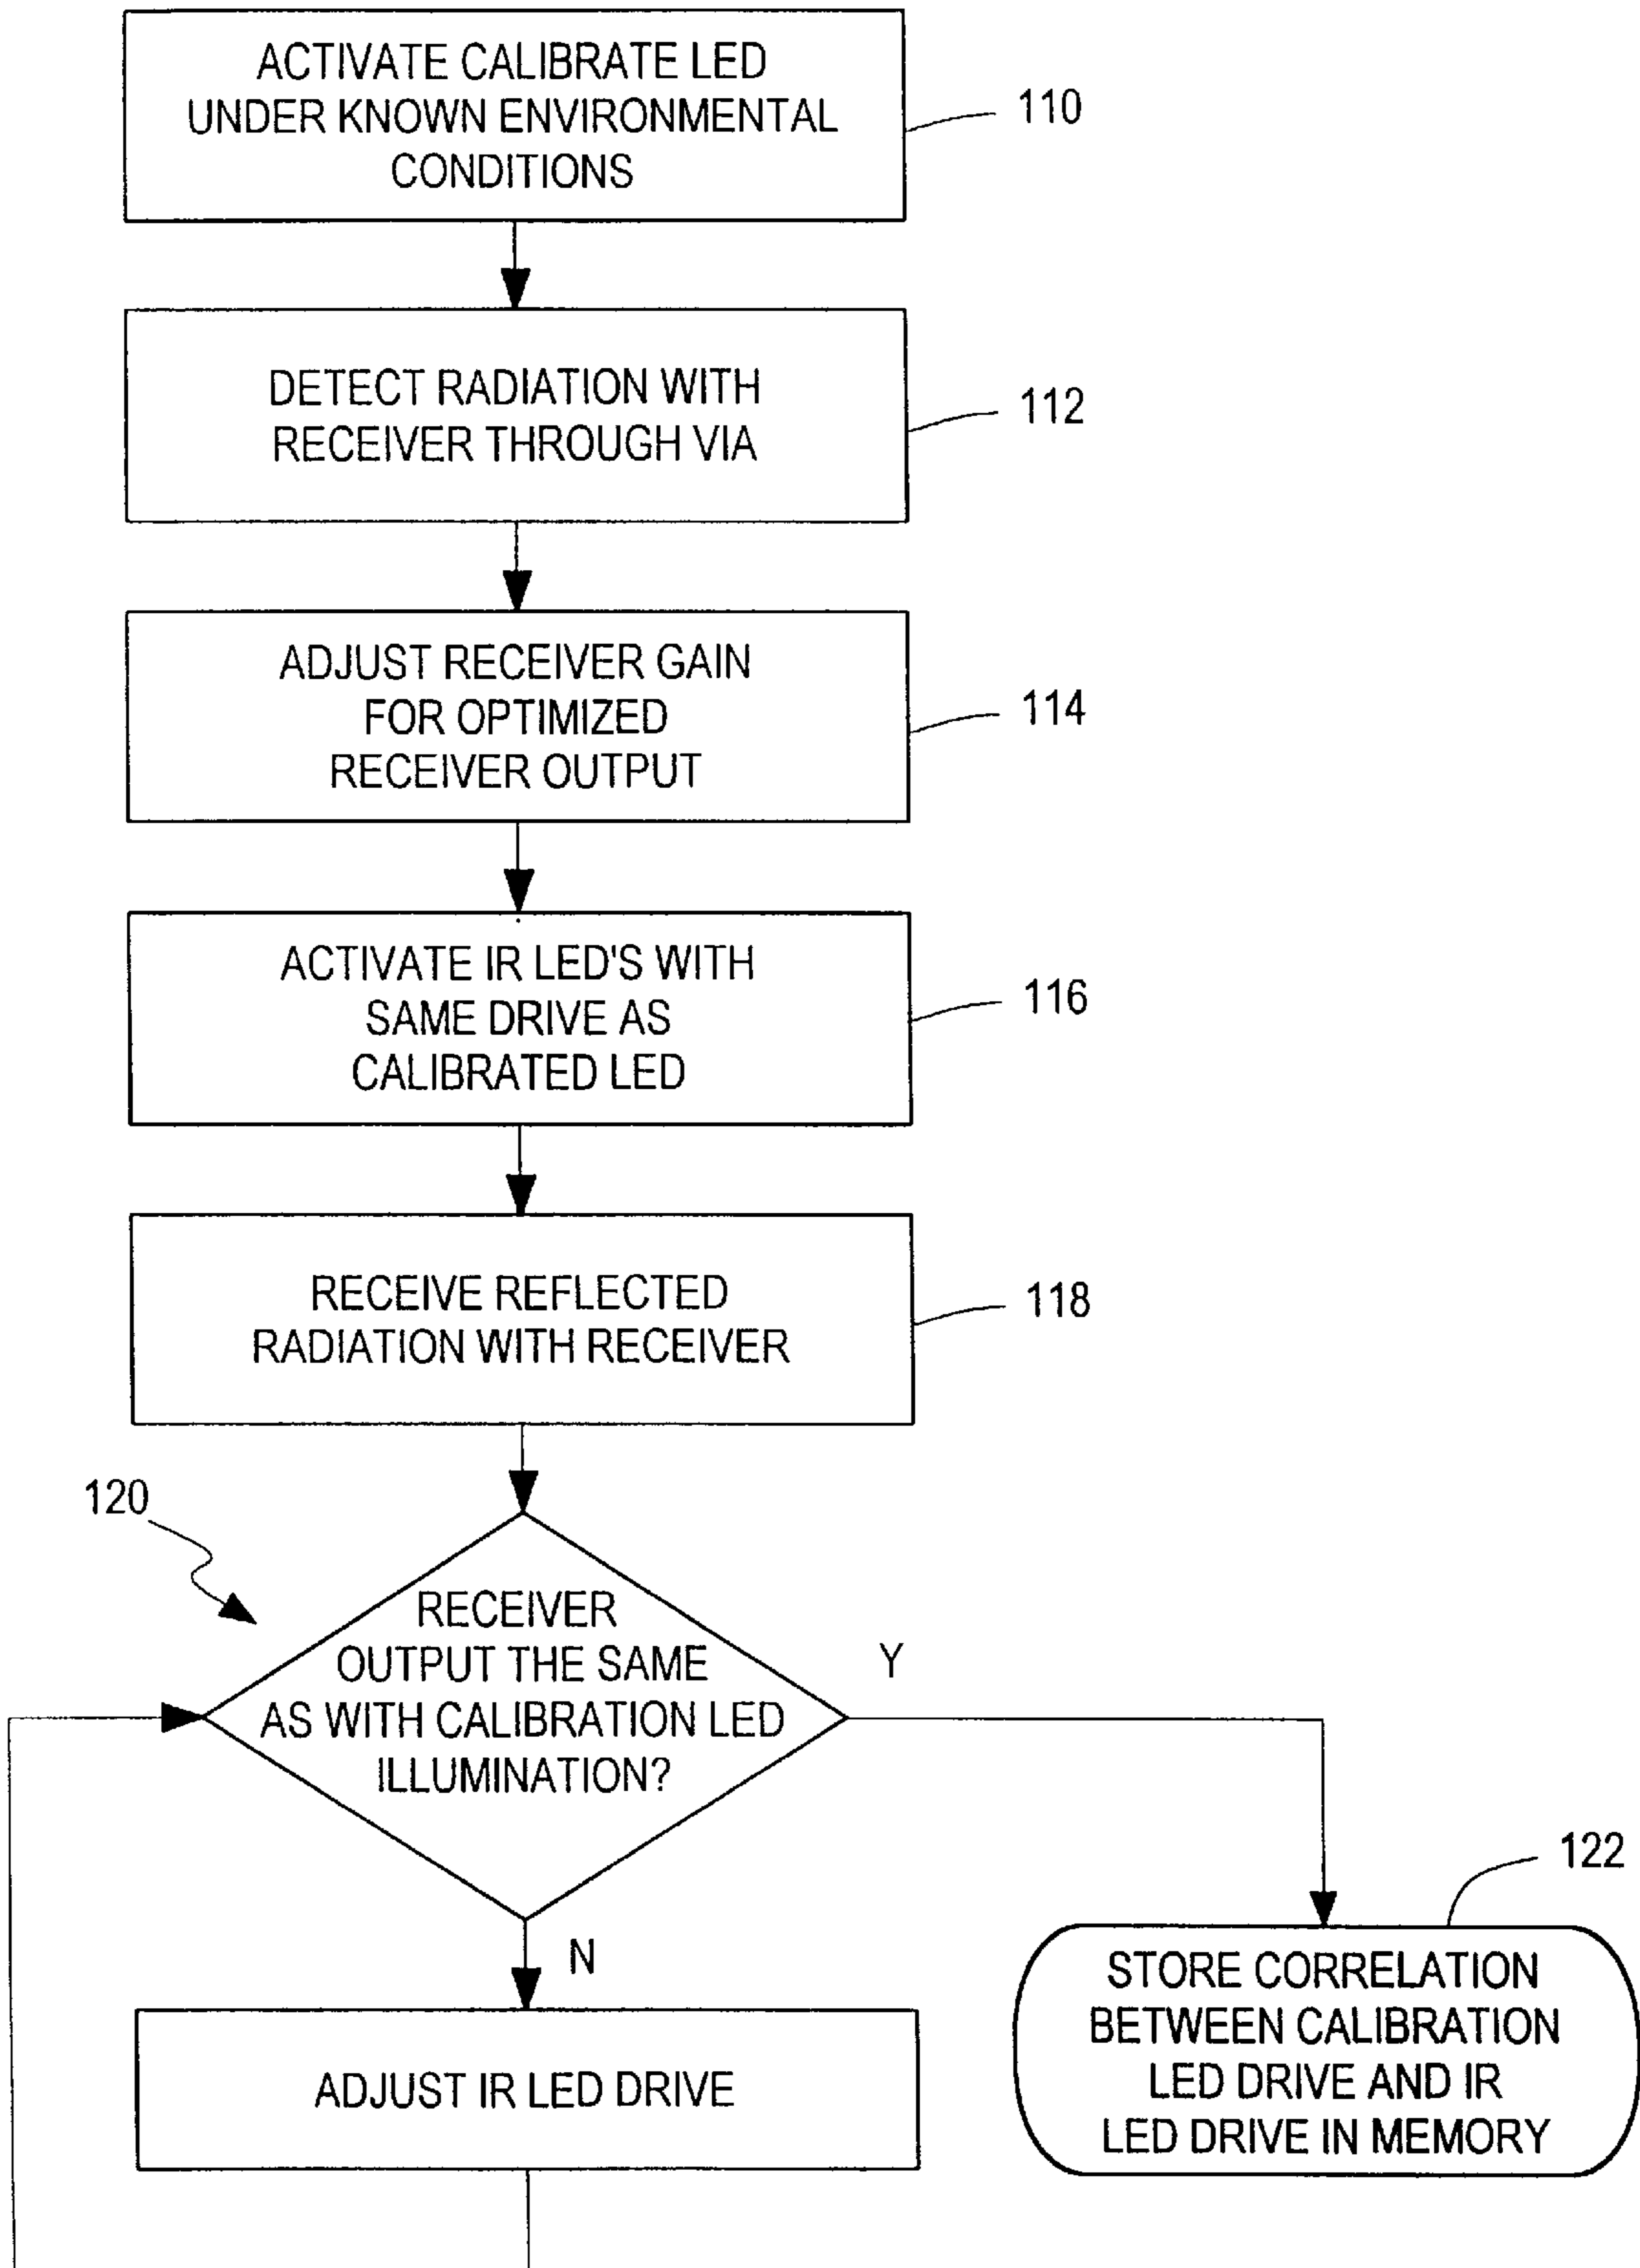 ACTIVATE CALIBRATE LED
UNDER KNOWN ENVIRONMENTAL
CONDITIONS
110
DETECT RADIATION WITH
RECEIVER THROUGH VIA
112
ADJUST RECEIVER GAIN
FOR OPTIMIZED
RECEIVER OUTPUT
114
ACTIVATE IR LED'S WITH
SAME DRIVE AS
CALIBRATED LED
116
RECEIVE REFLECTED
RADIATION WITH RECEIVER
118
120
RECEIVER
OUTPUT THE SAME
AS WITH CALIBRATION LED
ILLUMINATION?
Y
N
122
STORE CORRELATION
BETWEEN CALIBRATION
LED DRIVE AND IR
LED DRIVE IN MEMORY
ADJUST IR LED DRIVE